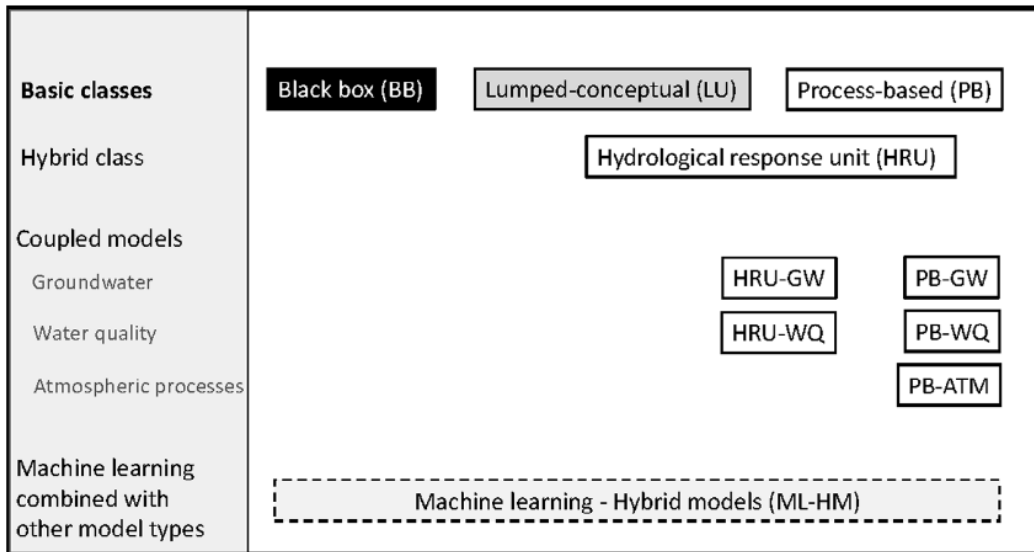 Basic classes
Black box (BB)
Lumped-conceptual (LU)
Process-based (PB)
Hybrid class
Hydrological response unit (HRU)
Coupled models
Groundwater
HRU-GW
PB-GW
Water quality
HRU-WQ
PB-WQ
Atmospheric processes
PB-ATM
Machine learning
combined with
other model types
Machine learning - Hybrid models (ML-HM)